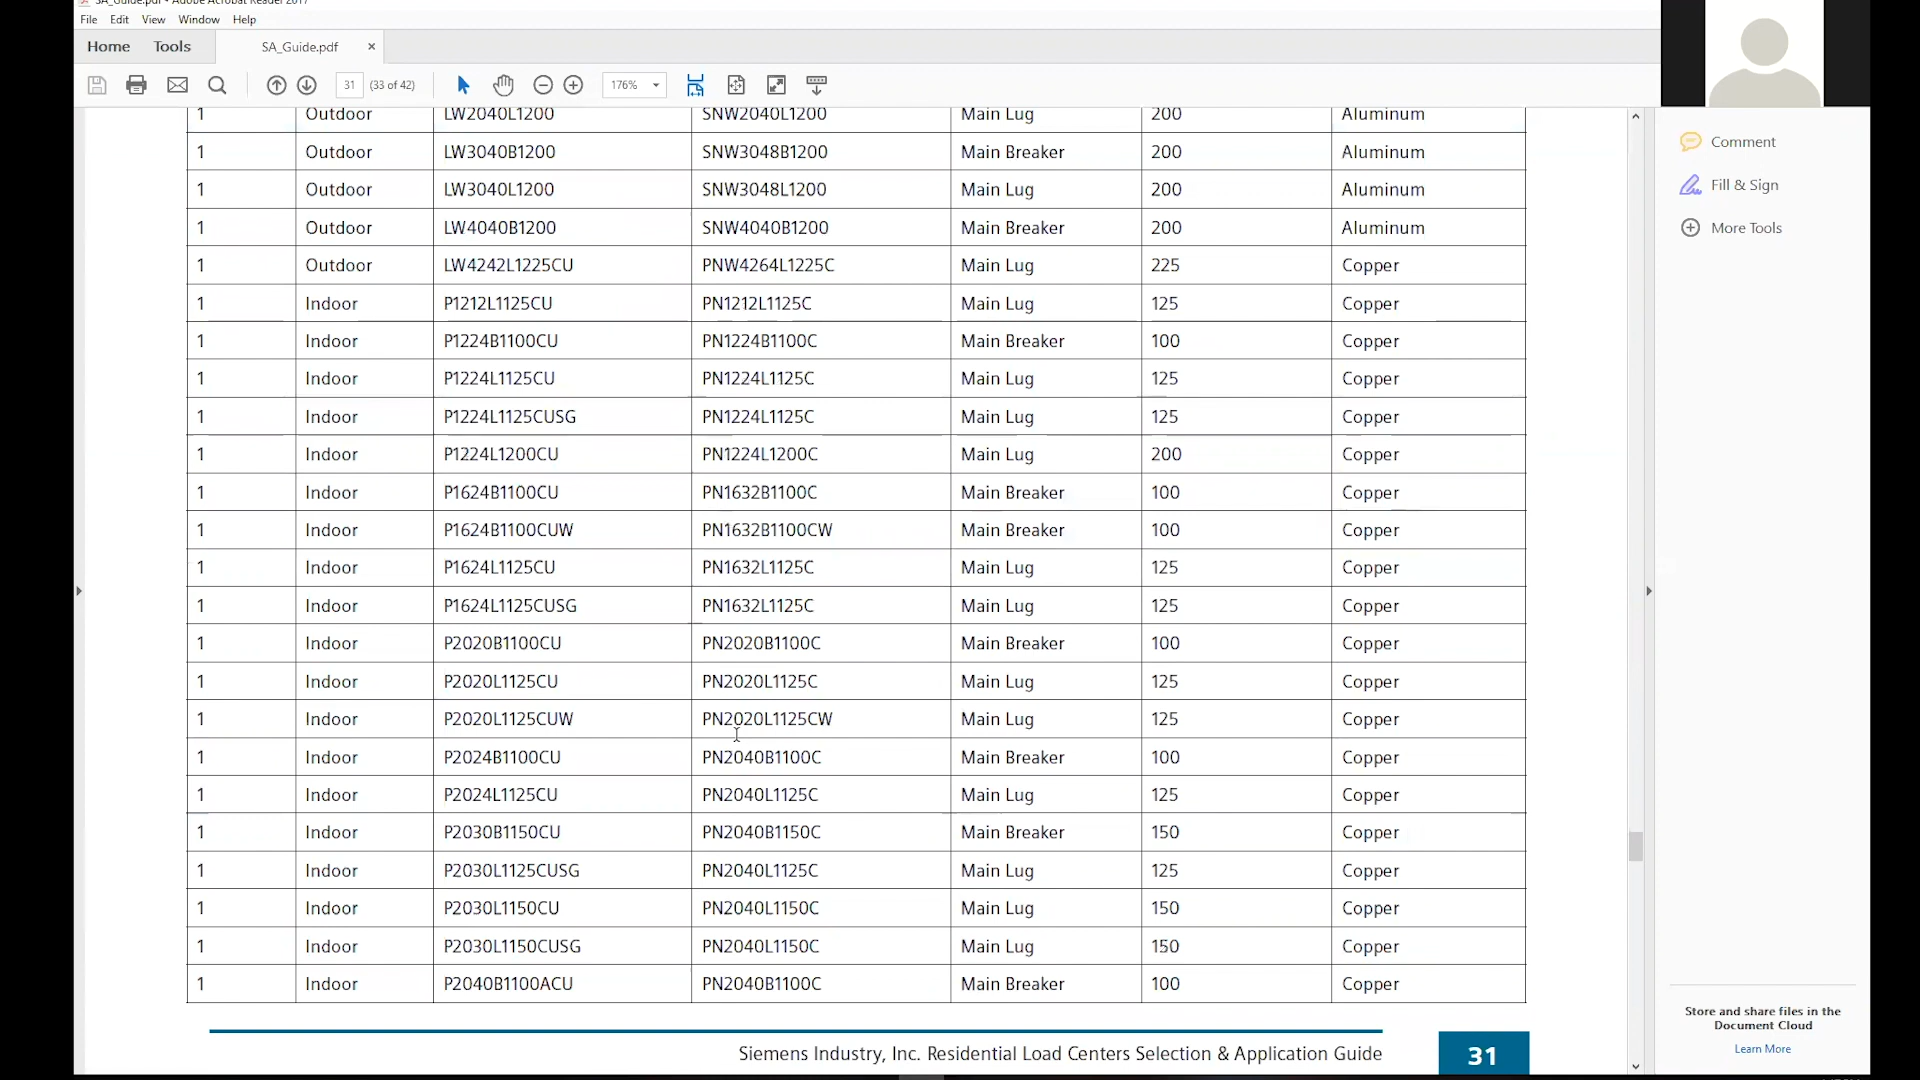 SA_Guide.pdf - Adobe Acrobat Reader 2017
File Edit View Window Help
Home Tools SA_Guide.pdf ×
31 (33 of 42) 176%
1 Outdoor LW2040L1200 SNW2040L1200 Main Lug 200 Aluminum
1 Outdoor LW3040B1200 SNW3048B1200 Main Breaker 200 Aluminum
1 Outdoor LW3040L1200 SNW3048L1200 Main Lug 200 Aluminum
1 Outdoor LW4040B1200 SNW4040B1200 Main Breaker 200 Aluminum
1 Outdoor LW4242L1225CU PNW4264L1225C Main Lug 225 Copper
1 Indoor P1212L1125CU PN1212L1125C Main Lug 125 Copper
1 Indoor P1224B1100CU PN1224B1100C Main Breaker 100 Copper
1 Indoor P1224L1125CU PN1224L1125C Main Lug 125 Copper
1 Indoor P1224L1125CUSG PN1224L1125C Main Lug 125 Copper
1 Indoor P1224L1200CU PN1224L1200C Main Lug 200 Copper
1 Indoor P1624B1100CU PN1632B1100C Main Breaker 100 Copper
1 Indoor P1624B1100CUW PN1632B1100CW Main Breaker 100 Copper
1 Indoor P1624L1125CU PN1632L1125C Main Lug 125 Copper
1 Indoor P1624L1125CUSG PN1632L1125C Main Lug 125 Copper
1 Indoor P2020B1100CU PN2020B1100C Main Breaker 100 Copper
1 Indoor P2020L1125CU PN2020L1125C Main Lug 125 Copper
1 Indoor P2020L1125CUW PN2020L1125CW Main Lug 125 Copper
1 Indoor P2024B1100CU PN2040B1100C Main Breaker 100 Copper
1 Indoor P2024L1125CU PN2040L1125C Main Lug 125 Copper
1 Indoor P2030B1150CU PN2040B1150C Main Breaker 150 Copper
1 Indoor P2030L1125CUSG PN2040L1125C Main Lug 125 Copper
1 Indoor P2030L1150CU PN2040L1150C Main Lug 150 Copper
1 Indoor P2030L1150CUSG PN2040L1150C Main Lug 150 Copper
1 Indoor P2040B1100ACU PN2040B1100C Main Breaker 100 Copper
Siemens Industry, Inc. Residential Load Centers Selection & Application Guide 31
Comment
Fill & Sign
More Tools
Store and share files in the
Document Cloud
Learn More